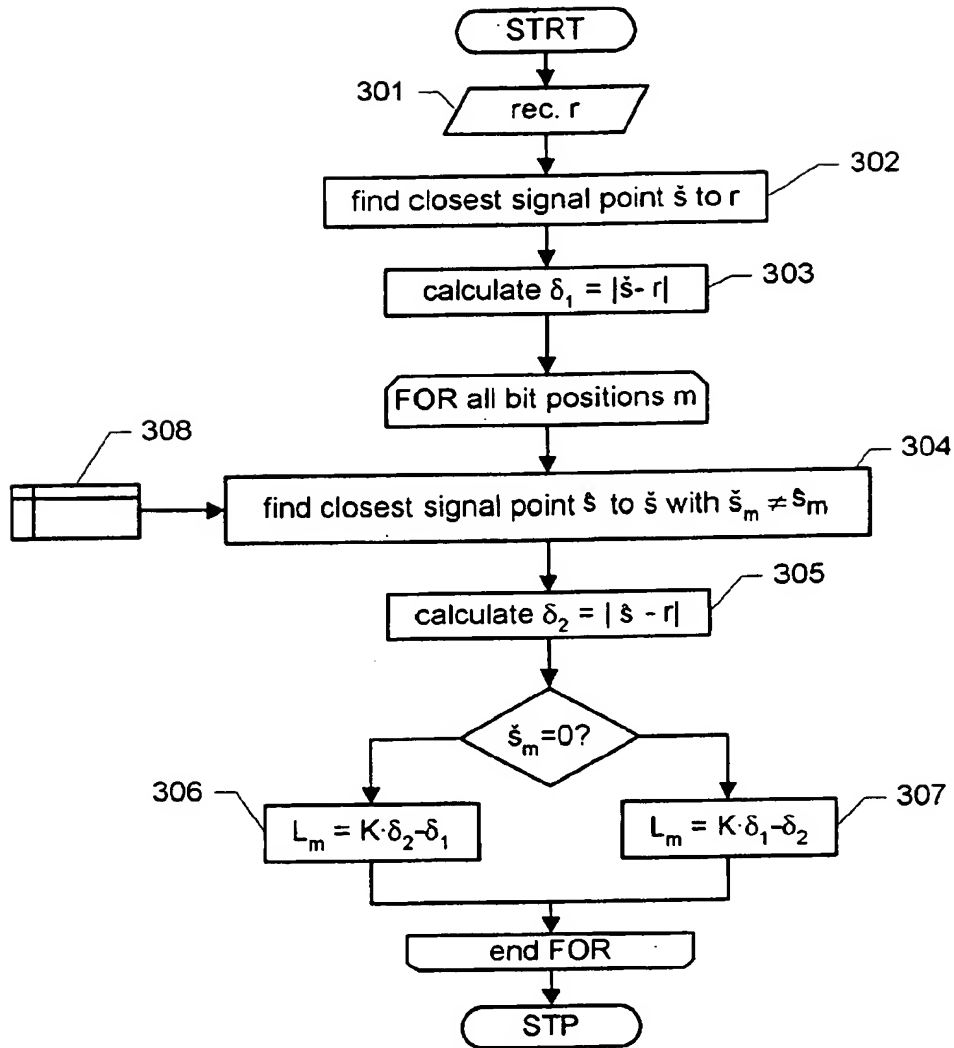 STRT
301
rec. r
302
find closest signal point š to r
303
calculate δ₁ = |š- r|
FOR all bit positions m
308
304
find closest signal point ŝ to š with šₘ ≠ ŝₘ
305
calculate δ₂ = | ŝ - r|
šₘ=0?
306
Lₘ = K·δ₂-δ₁
307
Lₘ = K·δ₁-δ₂
end FOR
STP